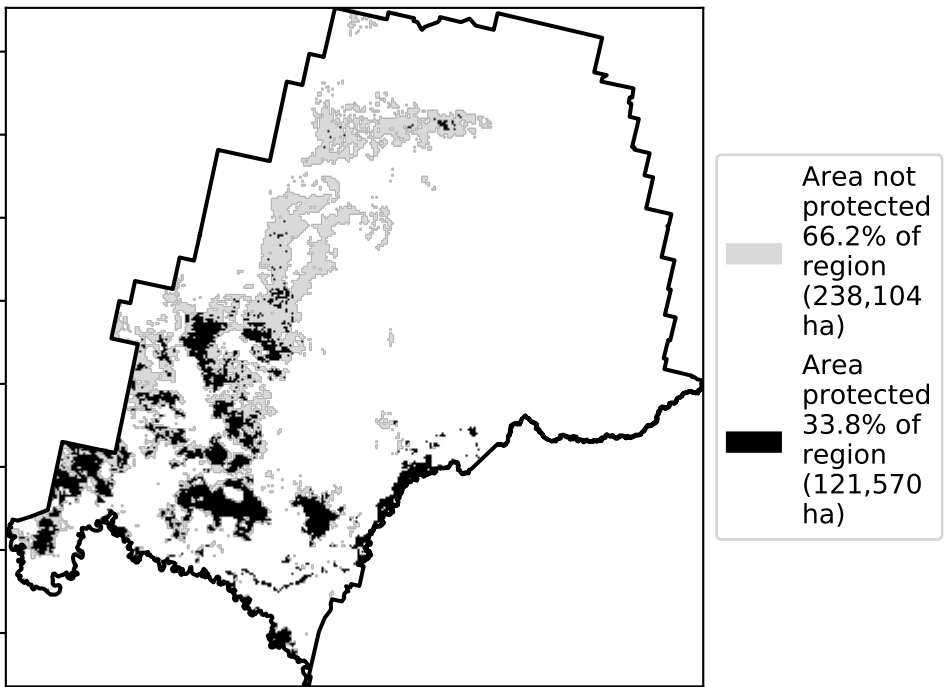 Area not
protected
66.2% of
region
(238,104
ha)
Area
protected
33.8% of
region
(121,570
ha)